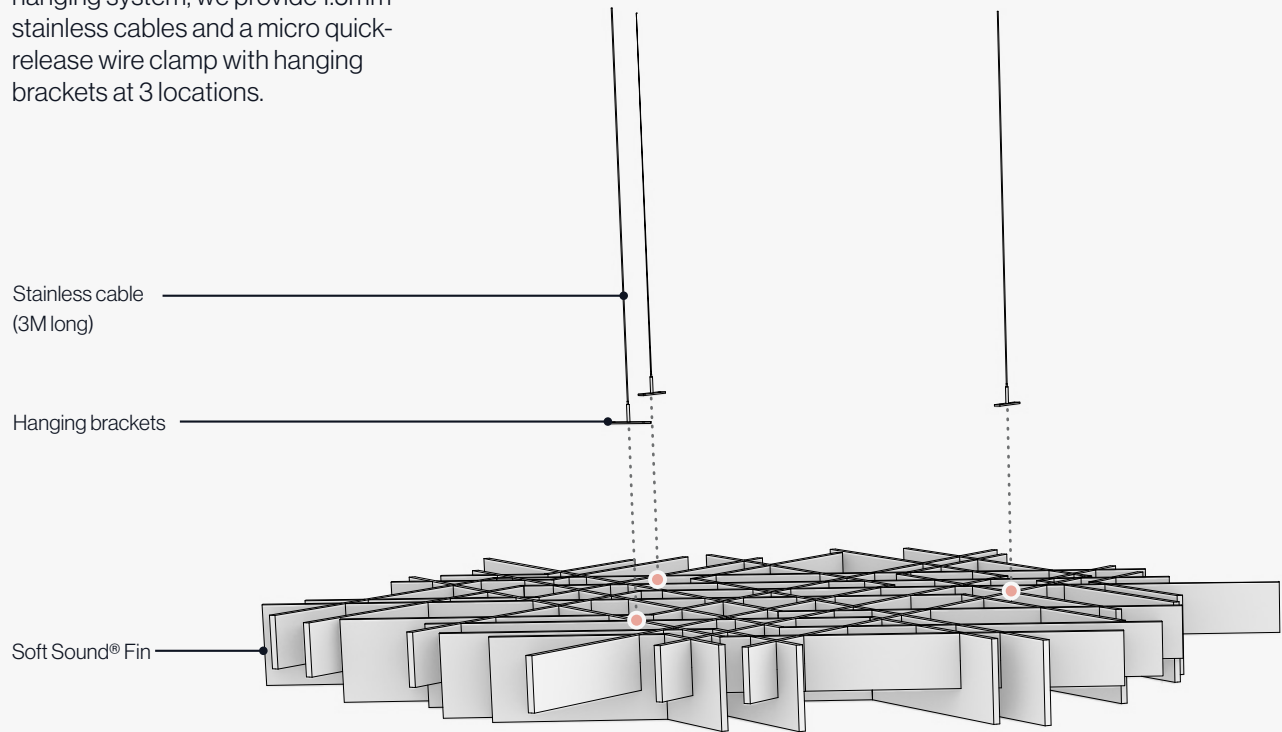 hanging system, we provide 1.5mm
stainless cables and a micro quick-
release wire clamp with hanging
brackets at 3 locations.
Stainless cable
(3M long)
Hanging brackets
Soft Sound® Fin